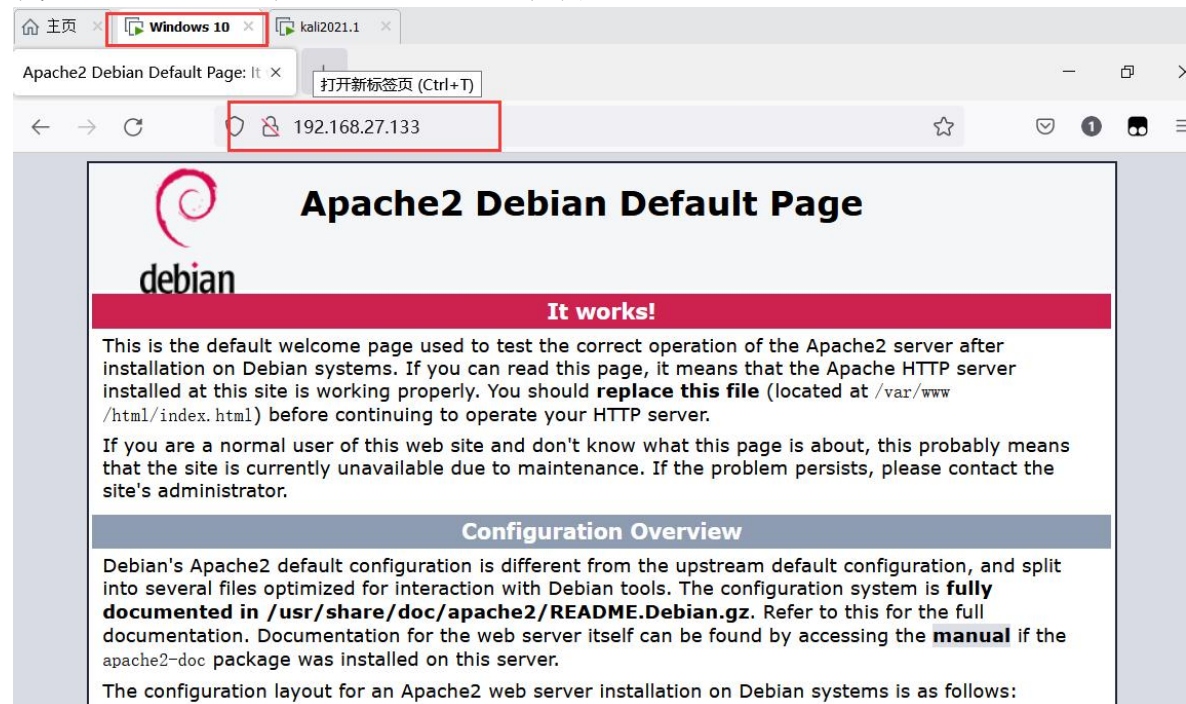 主页
Windows 10
kali2021.1
Apache2 Debian Default Page: It
打开新标签页 (Ctrl+T)
192.168.27.133
1
debian
Apache2 Debian Default Page
It works!
This is the default welcome page used to test the correct operation of the Apache2 server after
installation on Debian systems. If you can read this page, it means that the Apache HTTP server
installed at this site is working properly. You should replace this file (located at /var/www
/html/index.html) before continuing to operate your HTTP server.
If you are a normal user of this web site and don't know what this page is about, this probably means
that the site is currently unavailable due to maintenance. If the problem persists, please contact the
site's administrator.
Configuration Overview
Debian's Apache2 default configuration is different from the upstream default configuration, and split
into several files optimized for interaction with Debian tools. The configuration system is fully
documented in /usr/share/doc/apache2/README.Debian.gz. Refer to this for the full
documentation. Documentation for the web server itself can be found by accessing the manual if the
apache2-doc package was installed on this server.
The configuration layout for an Apache2 web server installation on Debian systems is as follows: